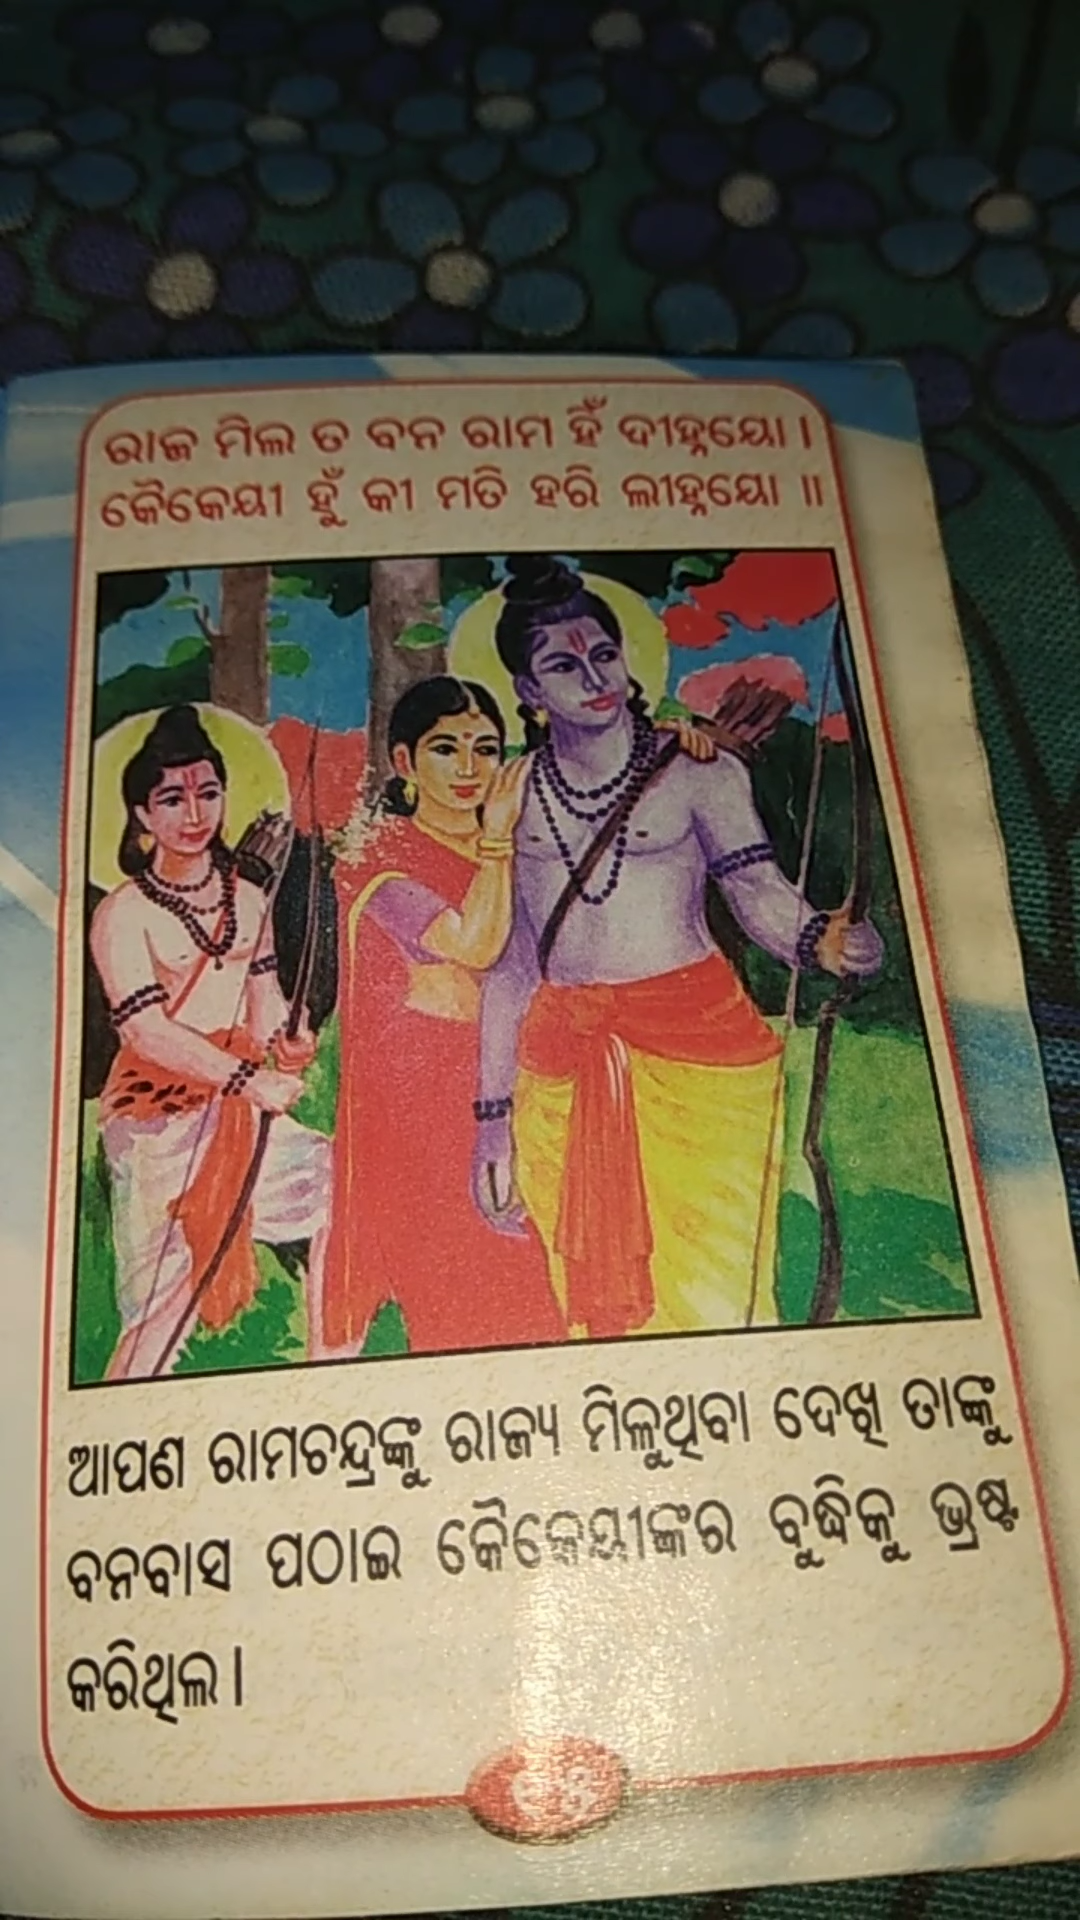 ରାଜ ମିଲ ତ ବନ ରାମ ହିଁ ଦୀହ୍ନୟୋ ।
କୈକେୟୀ ହୁଁ କୀ ମତି ହରି ଲୀହ୍ନୟୋ ॥
ଆପଣ ରାମଚନ୍ଦ୍ରଙ୍କୁ ରାଜ୍ୟ ମିଳୁଥିବା ଦେଖି ତାଙ୍କୁ
ବନବାସ ପଠାଇ କୈକେୟୀଙ୍କର ବୁଦ୍ଧିକୁ ଭ୍ରଷ୍ଟ
କରିଥିଲ।